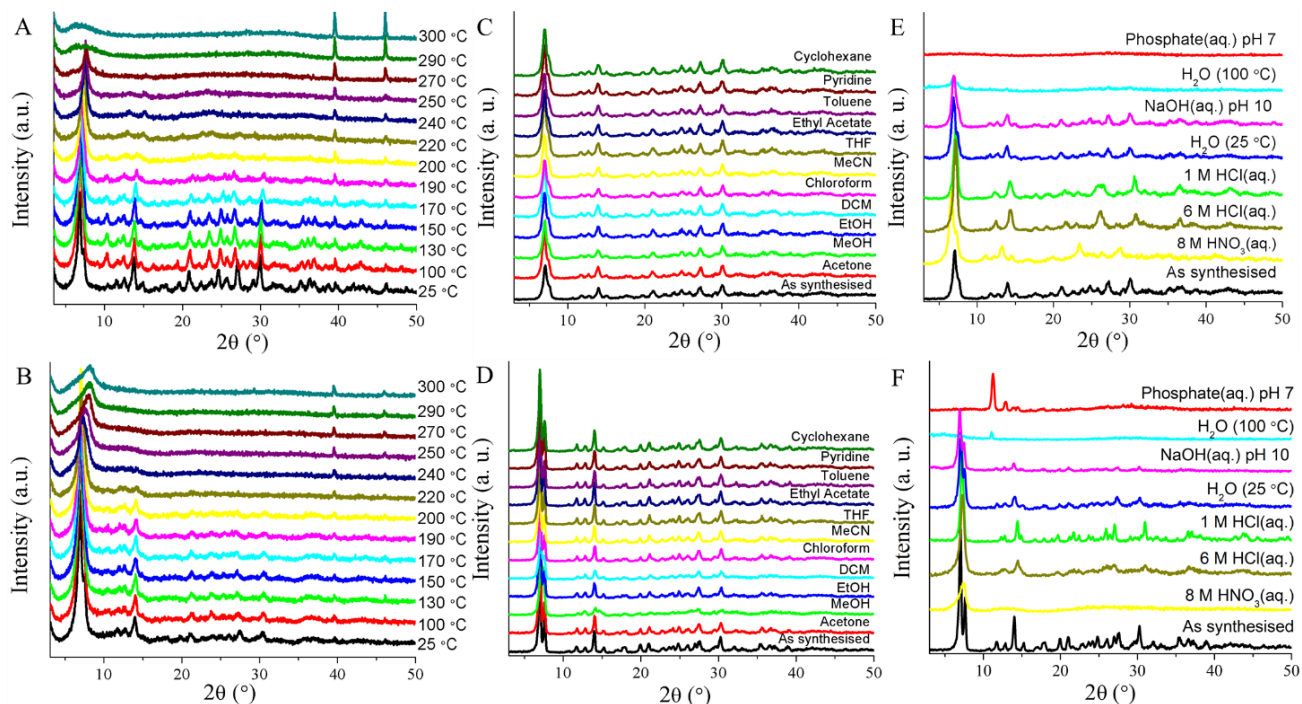 A
Intensity (a. u.)
300 °C
290 °C
270 °C
250 °C
240 °C
220 °C
200 °C
190 °C
170 °C
150 °C
130 °C
100 °C
25 °C
10 20 30 40 50
2θ (°)
C
Intensity (a. u.)
Cyclohexane
Pyridine
Toluene
Ethyl Acetate
THF
MeCN
Chloroform
DCM
EtOH
MeOH
Acetone
As synthesised
10 20 30 40 50
2θ (°)
E
Intensity (a. u.)
Phosphate(aq.) pH 7
H₂O (100 °C)
NaOH(aq.) pH 10
H₂O (25 °C)
1 M HCl(aq.)
6 M HCl(aq.)
8 M HNO₃(aq.)
As synthesised
10 20 30 40 50
2θ (°)
B
Intensity (a.u.)
300 °C
290 °C
270 °C
250 °C
240 °C
220 °C
200 °C
190 °C
170 °C
150 °C
130 °C
100 °C
25 °C
10 20 30 40 50
2θ (°)
D
Intensity (a. u.)
Cyclohexane
Pyridine
Toluene
Ethyl Acetate
THF
MeCN
Chloroform
DCM
EtOH
MeOH
Acetone
As synthesised
10 20 30 40 50
2θ (°)
F
Intensity (a. u.)
Phosphate(aq.) pH 7
H₂O (100 °C)
NaOH(aq.) pH 10
H₂O (25 °C)
1 M HCl(aq.)
6 M HCl(aq.)
8 M HNO₃(aq.)
As synthesised
10 20 30 40 50
2θ (°)